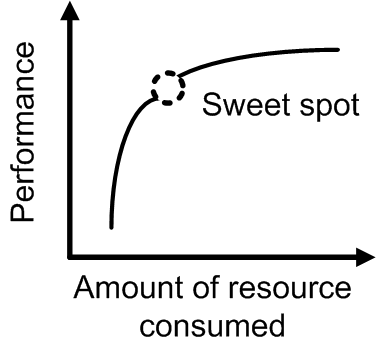 Performance
Sweet spot
Amount of resource
consumed